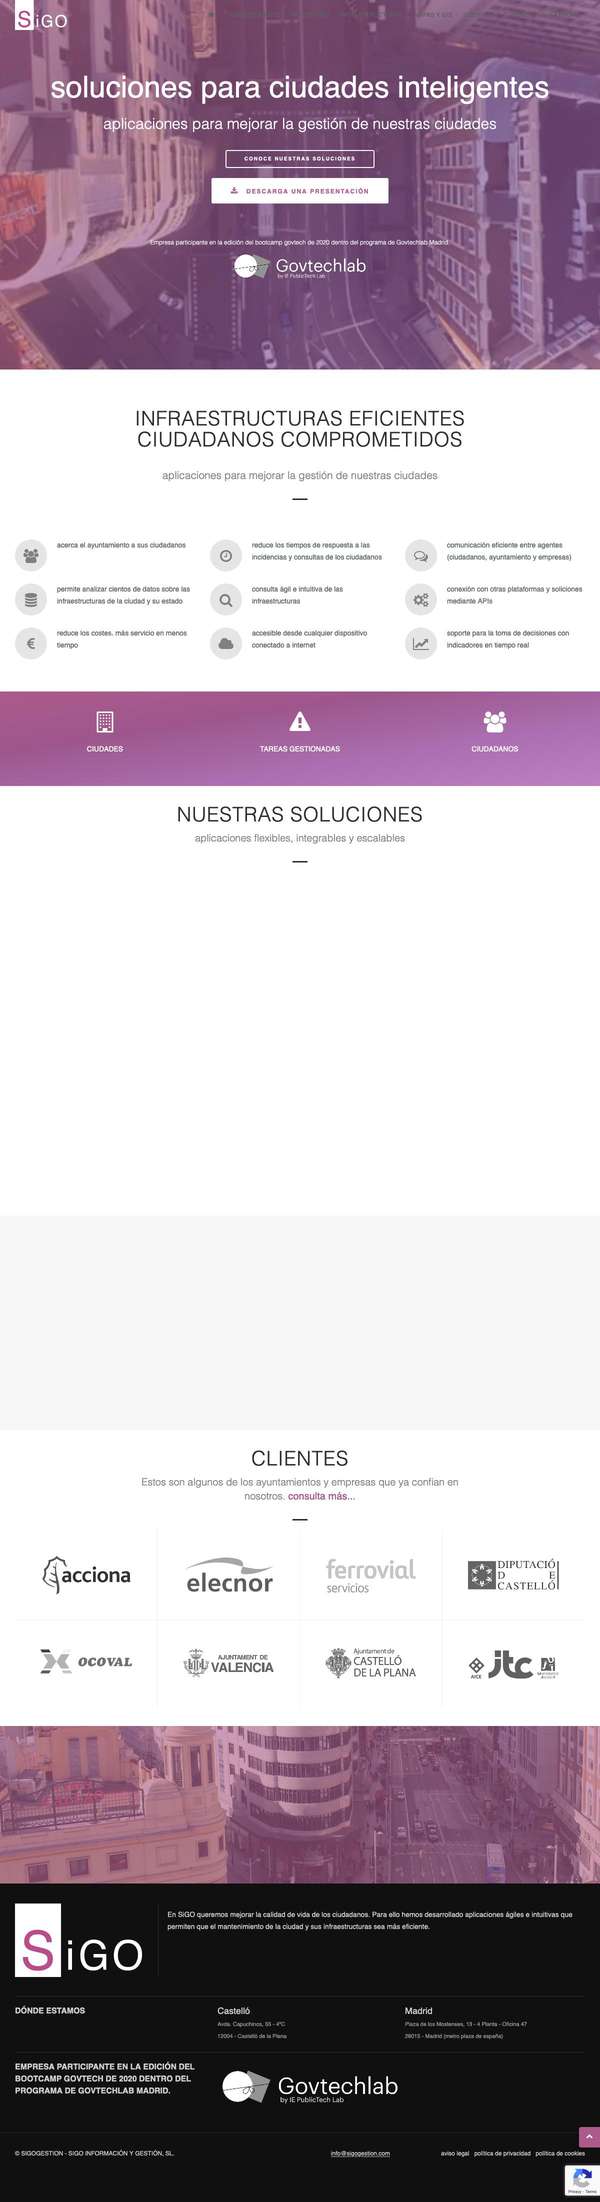 SiGO
soluciones para ciudades inteligentes
aplicaciones para mejorar la gestión de nuestras ciudades
CONOCE NUESTRAS SOLUCIONES
DESCARGA UNA PRESENTACIÓN
Empresa participante en la edición del bootcamp govtech de 2020 dentro del programa de Govtechlab Madrid
Govtechlab
by IE PublicTech Lab
INFRAESTRUCTURAS EFICIENTES
CIUDADANOS COMPROMETIDOS
aplicaciones para mejorar la gestión de nuestras ciudades
acerca el ayuntamiento a sus ciudadanos
reduce los tiempos de respuesta a las
incidencias y consultas de los ciudadanos
comunicación eficiente entre agentes
(ciudadanos, ayuntamiento y empresas)
permite analizar cientos de datos sobre las
infraestructuras de la ciudad y su estado
consulta ágil e intuitiva de las
infraestructuras
conexión con otras plataformas y soliciones
mediante APIs
reduce los costes. más servicio en menos
tiempo
accesible desde cualquier dispositivo
conectado a internet
soporte para la toma de decisiones con
indicadores en tiempo real
CIUDADES
TAREAS GESTIONADAS
CIUDADANOS
NUESTRAS SOLUCIONES
aplicaciones flexibles, integrables y escalables
CLIENTES
Estos son algunos de los ayuntamientos y empresas que ya confían en
nosotros. consulta más...
acciona
elecnor
ferrovial
servicios
DIPUTACIÓ
D E
CASTELLÓ
OCOVAL
AJUNTAMENT DE
VALENCIA
Ajuntament de
CASTELLÓ
DE LA PLANA
AICE
jtc
SiGO
En SiGO queremos mejorar la calidad de vida de los ciudadanos. Para ello hemos desarrollado aplicaciones ágiles e intuitivas que
permiten que el mantenimiento de la ciudad y sus infraestructuras sea más eficiente.
DÓNDE ESTAMOS
Castelló
Avda. Capuchinos, 55 - 4ºC
12004 - Castelló de la Plana
Madrid
Plaza de los Mostenses, 13 - 4 Planta - Oficina 47
28015 - Madrid (metro plaza de españa)
EMPRESA PARTICIPANTE EN LA EDICIÓN DEL
BOOTCAMP GOVTECH DE 2020 DENTRO DEL
PROGRAMA DE GOVTECHLAB MADRID.
Govtechlab
by IE PublicTech Lab
© SIGOGESTION - SIGO INFORMACIÓN Y GESTIÓN, SL.
info@sigogestion.com
aviso legal política de privacidad política de cookies
Privacy - Terms